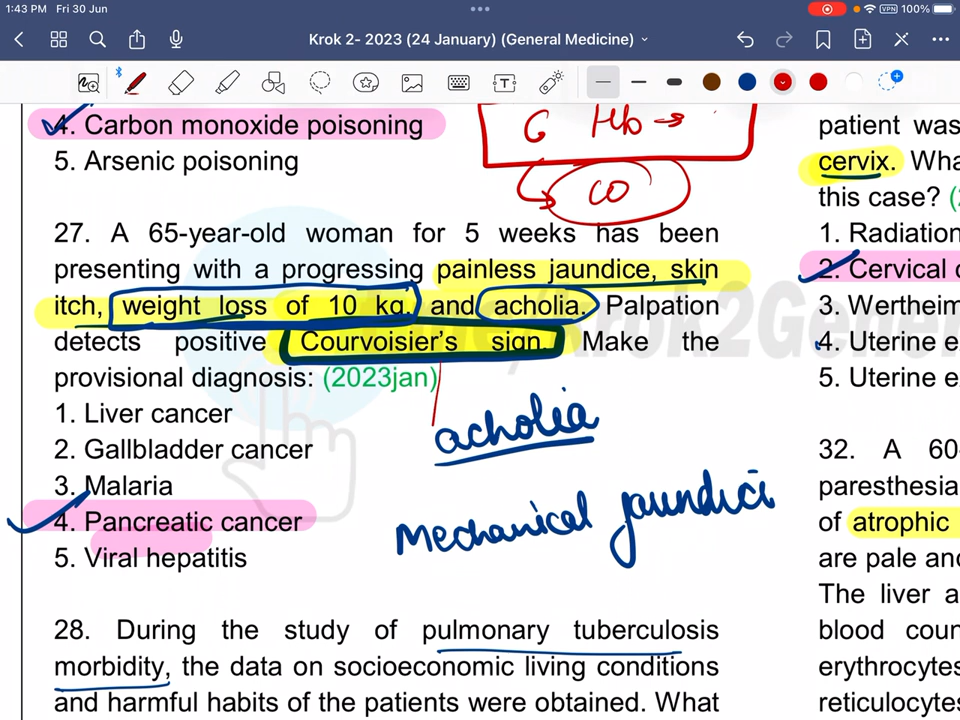 1:43 PM Fri 30 Jun
VPN 100%
Krok 2- 2023 (24 January) (General Medicine)
4. Carbon monoxide poisoning
5. Arsenic poisoning
G Hb →
CO
27. A 65-year-old woman for 5 weeks has been
presenting with a progressing painless jaundice, skin
itch, weight loss of 10 kg, and acholia. Palpation
detects positive Courvoisier's sign. Make the
provisional diagnosis: (2023jan)
1. Liver cancer
2. Gallbladder cancer
3. Malaria
4. Pancreatic cancer
5. Viral hepatitis
acholia
Mechanical jaundice
28. During the study of pulmonary tuberculosis
morbidity, the data on socioeconomic living conditions
and harmful habits of the patients were obtained. What
patient was
cervix. Wha
this case? (2
1. Radiation
2. Cervical c
3. Wertheim
4. Uterine e
5. Uterine e
32. A 60-
paresthesia
of atrophic
are pale and
The liver a
blood coun
erythrocytes
reticulocytes